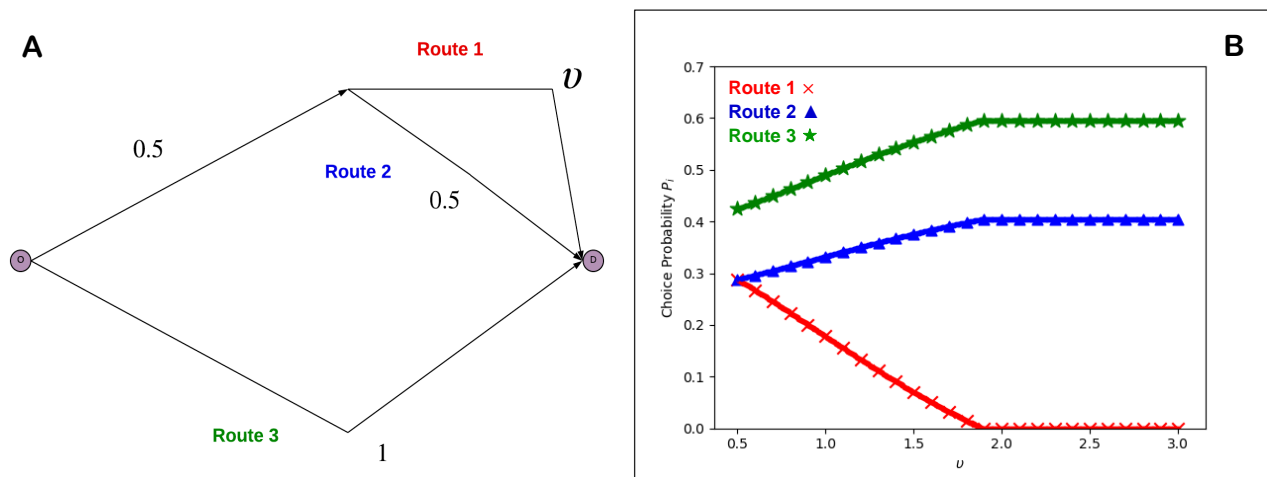 A
Route 1
υ
0.5
Route 2
0.5
O
D
Route 3
1
B
0.7
0.6
0.5
0.4
0.3
0.2
0.1
0.0
Choice Probability Pᵢ
Route 1 ×
Route 2 ▲
Route 3 ★
0.5 1.0 1.5 2.0 2.5 3.0
υ